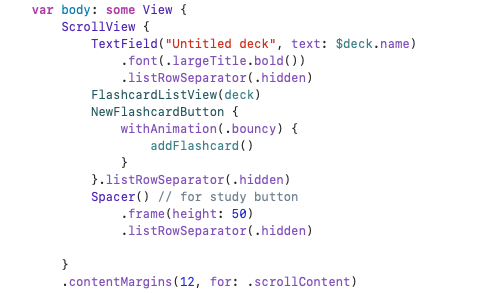 var body: some View {
ScrollView {
TextField("Untitled deck", text: $deck.name)
.font(.largeTitle.bold())
.listRowSeparator(.hidden)
FlashcardListView(deck)
NewFlashcardButton {
withAnimation(.bouncy) {
addFlashcard()
}
}.listRowSeparator(.hidden)
Spacer() // for study button
.frame(height: 50)
.listRowSeparator(.hidden)
}
.contentMargins(12, for: .scrollContent)